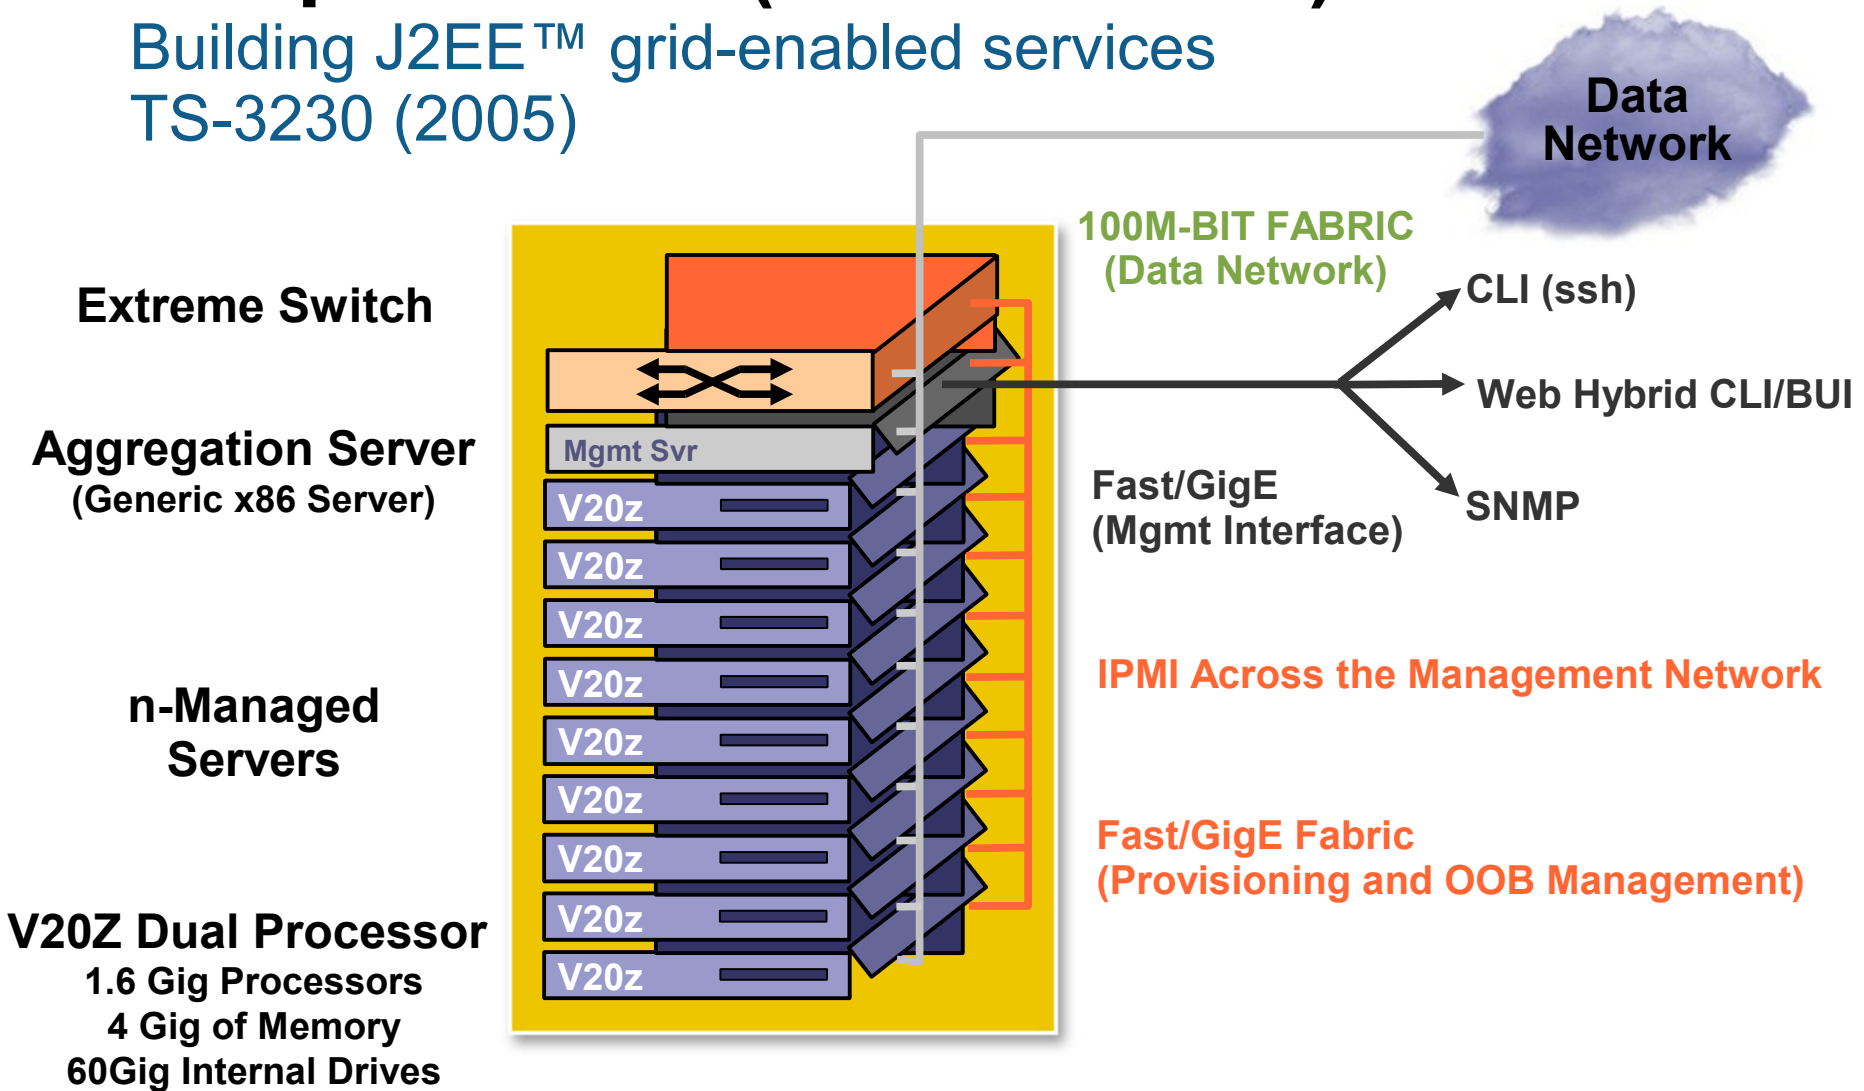 Building J2EE™ grid-enabled services
TS-3230 (2005)
Data
Network
100M-BIT FABRIC
(Data Network)
Extreme Switch
CLI (ssh)
Web Hybrid CLI/BUI
SNMP
Aggregation Server
(Generic x86 Server)
Mgmt Svr
Fast/GigE
(Mgmt Interface)
V20z
V20z
V20z
V20z
V20z
V20z
V20z
V20z
V20z
IPMI Across the Management Network
n-Managed
Servers
Fast/GigE Fabric
(Provisioning and OOB Management)
V20Z Dual Processor
1.6 Gig Processors
4 Gig of Memory
60Gig Internal Drives